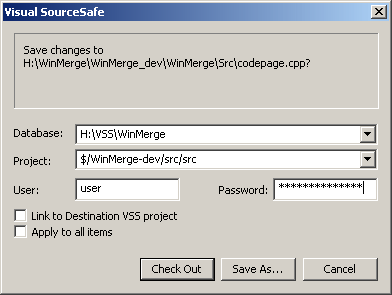 Visual SourceSafe
Save changes to
H:\WinMerge\WinMerge_dev\WinMerge\Src\codepage.cpp?
Database: H:\VSS\WinMerge
Project: $/WinMerge-dev/src/src
User: user Password: **************
Link to Destination VSS project
Apply to all items
Check Out Save As... Cancel